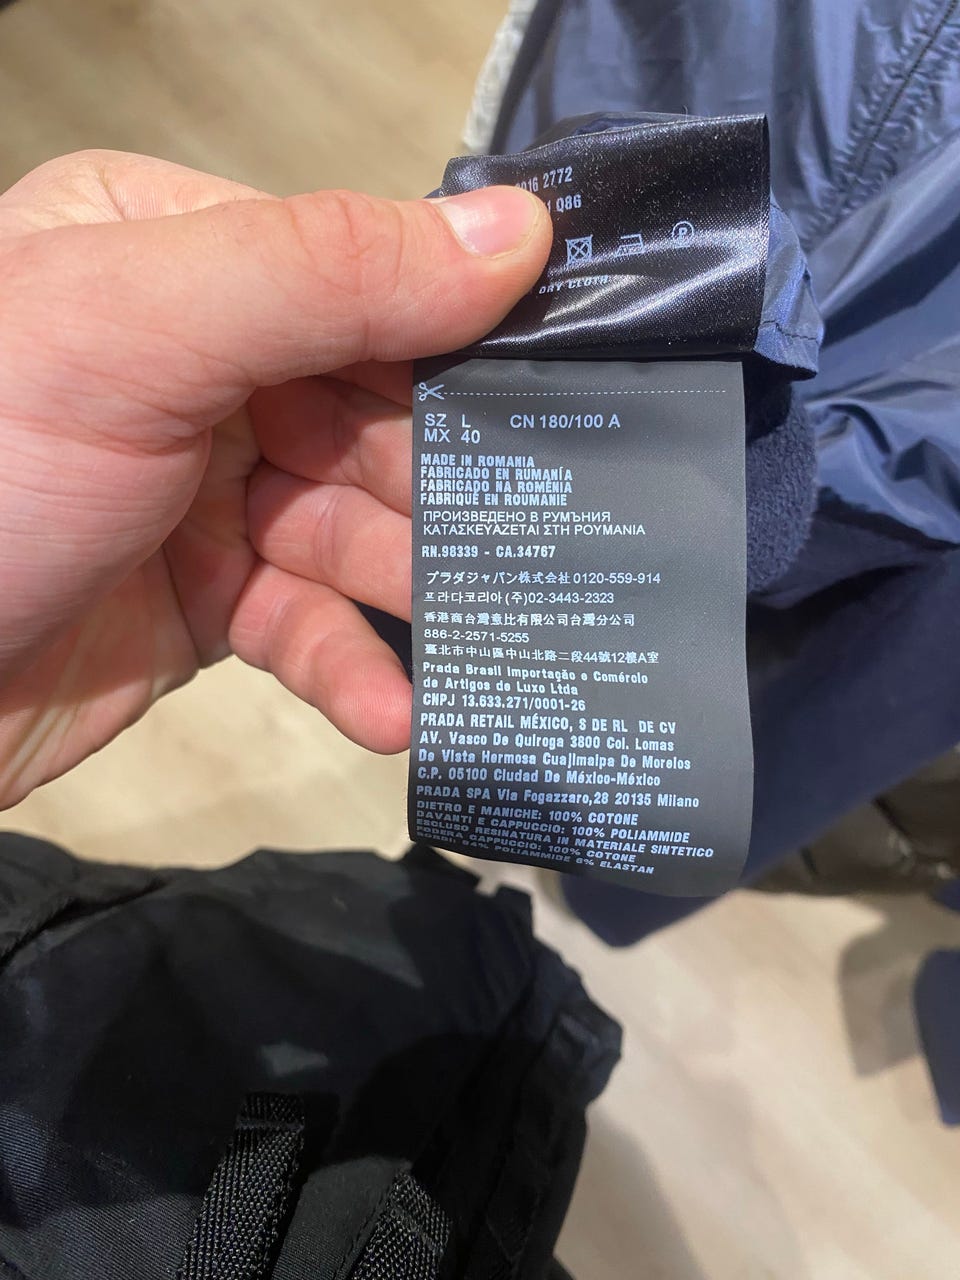 2772
Q86
P
DRY CLOTH
SZ L CN 180/100 A
MX 40
MADE IN ROMANIA
FABRICADO EN RUMANÍA
FABRICADO NA ROMÊNIA
FABRIQUÉ EN ROUMANIE
ПРОИЗВЕДЕНО В РУМЪНИЯ
ΚΑΤΑΣΚΕΥΑΖΕΤΑΙ ΣΤΗ ΡΟΥΜΑΝΙΑ
RN.98339 - CA.34767
プラダジャパン株式会社 0120-559-914
프라다코리아(주)02-3443-2323
香港商台灣童比有限公司台灣分公司
886-2-2571-5255
臺北市中山區中山北路二段44號12樓A室
Prada Brasil Importação e Comércio
de Artigos de Luxo Ltda
CNPJ 13.633.271/0001-26
PRADA RETAIL MÉXICO, S DE RL DE CV
AV. Vasco De Quiroga 3800 Col. Lomas
De Vista Hermosa Cuajimalpa De Morelos
C.P. 05100 Ciudad De México-México
PRADA SPA Via Fogazzaro,28 20135 Milano
DIETRO E MANICHE: 100% COTONE
DAVANTI E CAPPUCCIO: 100% POLIAMMIDE
ESCLUSO RESINATURA IN MATERIALE SINTETICO
FODERA CAPPUCCIO: 100% COTONE
BORDI: 94% POLIAMMIDE 6% ELASTAN